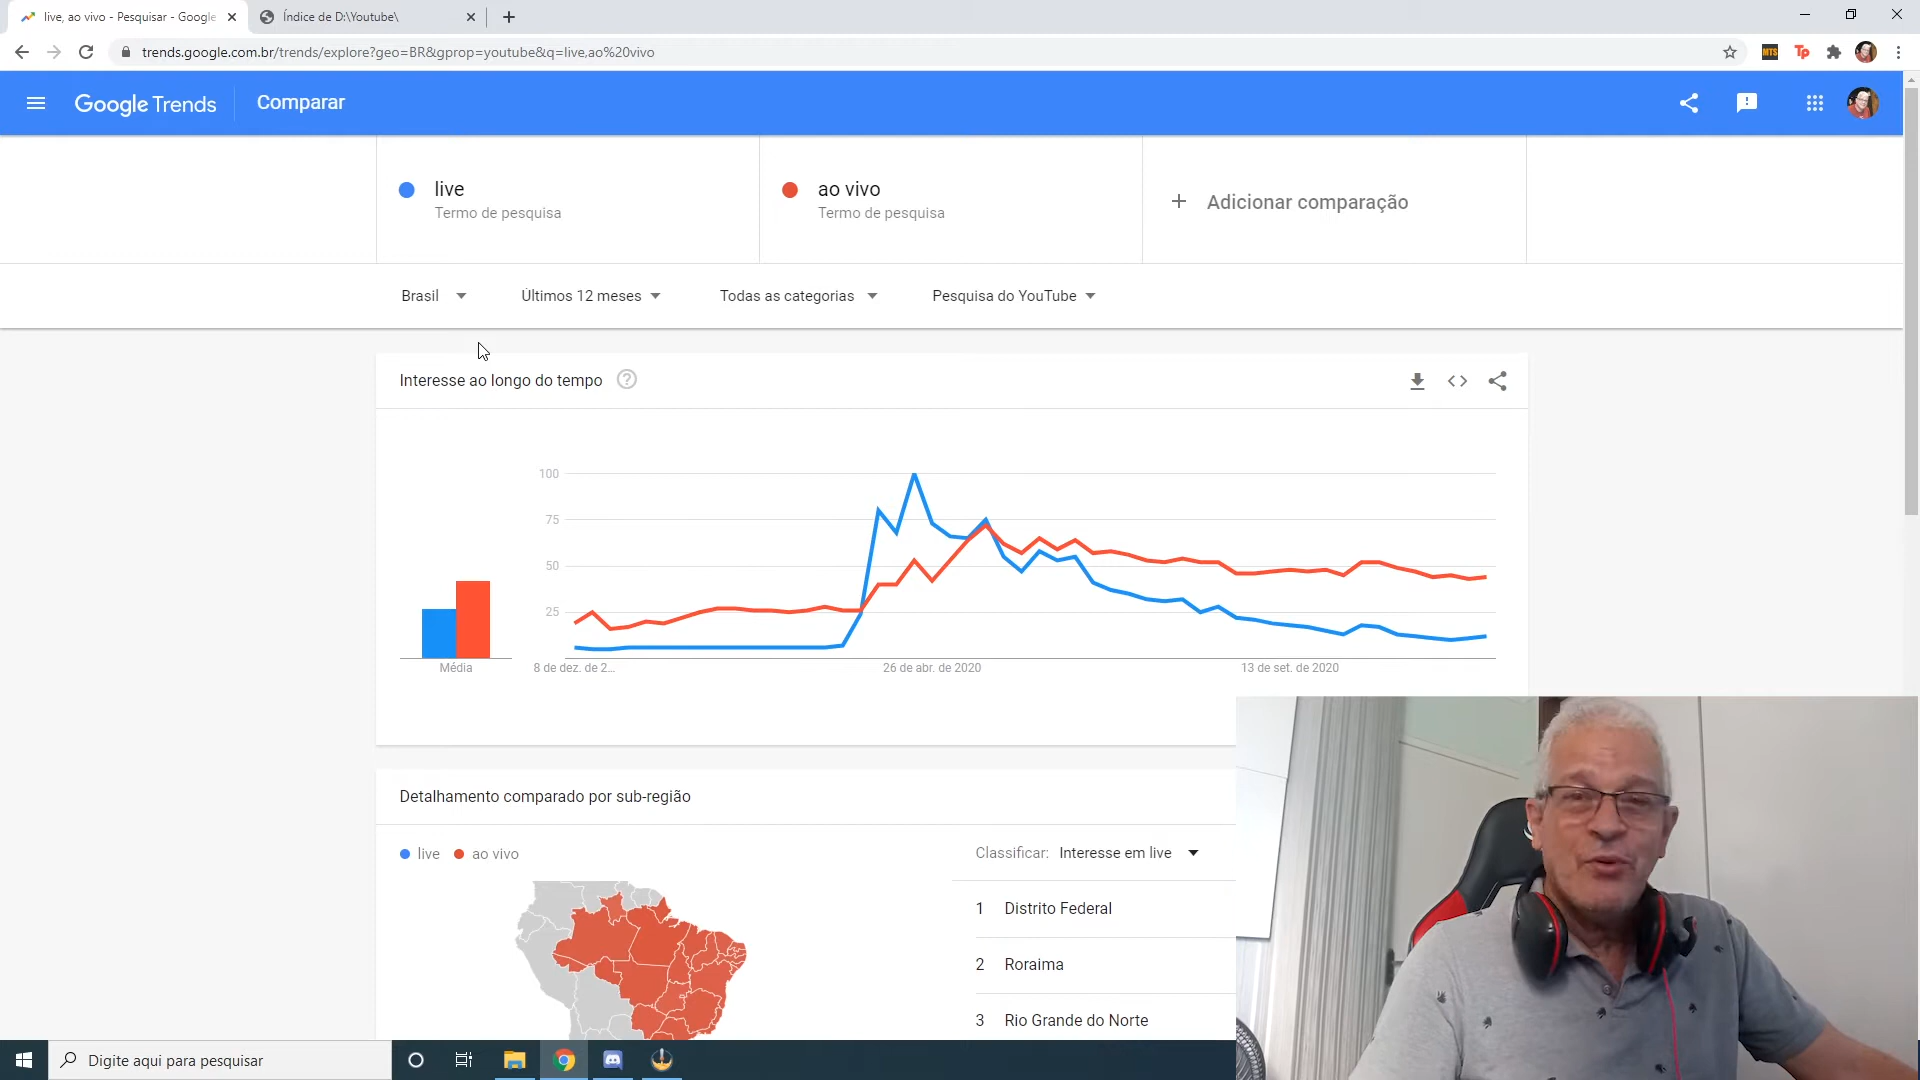 live, ao vivo - Pesquisar - Google
Índice de D:\Youtube\
trends.google.com.br/trends/explore?geo=BR&gprop=youtube&q=live,ao%20vivo
MTS
Tp
Google Trends
Comparar
live
Termo de pesquisa
ao vivo
Termo de pesquisa
+ Adicionar comparação
Brasil
Últimos 12 meses
Todas as categorias
Pesquisa do YouTube
Interesse ao longo do tempo
100
75
50
25
Média
8 de dez. de 2...
26 de abr. de 2020
13 de set. de 2020
Detalhamento comparado por sub-região
live
ao vivo
Classificar: Interesse em live
1 Distrito Federal
2 Roraima
3 Rio Grande do Norte
Digite aqui para pesquisar